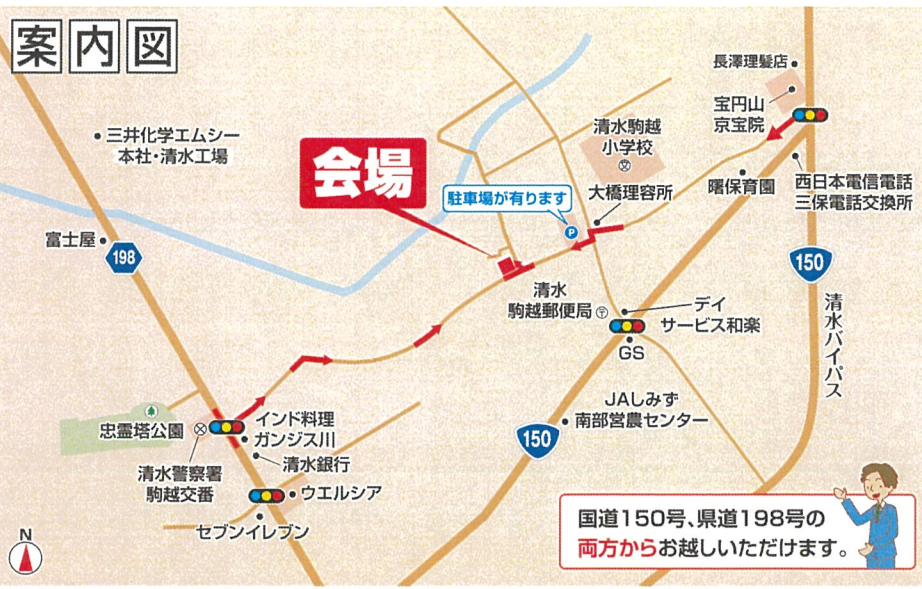 案内図
長澤理髪店
宝円山
京宝院
三井化学エムシー
本社・清水工場
清水駒越
小学校
文
会場
駐車場が有ります
P
大橋理容所
曙保育園
西日本電信電話
三保電話交換所
富士屋
198
150
清水バイパス
清水
駒越郵便局
〒
デイ
サービス和楽
GS
JAしみず
南部営農センター
150
忠霊塔公園
インド料理
ガンジス川
清水警察署
駒越交番
清水銀行
ウエルシア
セブンイレブン
国道150号、県道198号の
両方からお越しいただけます。
N